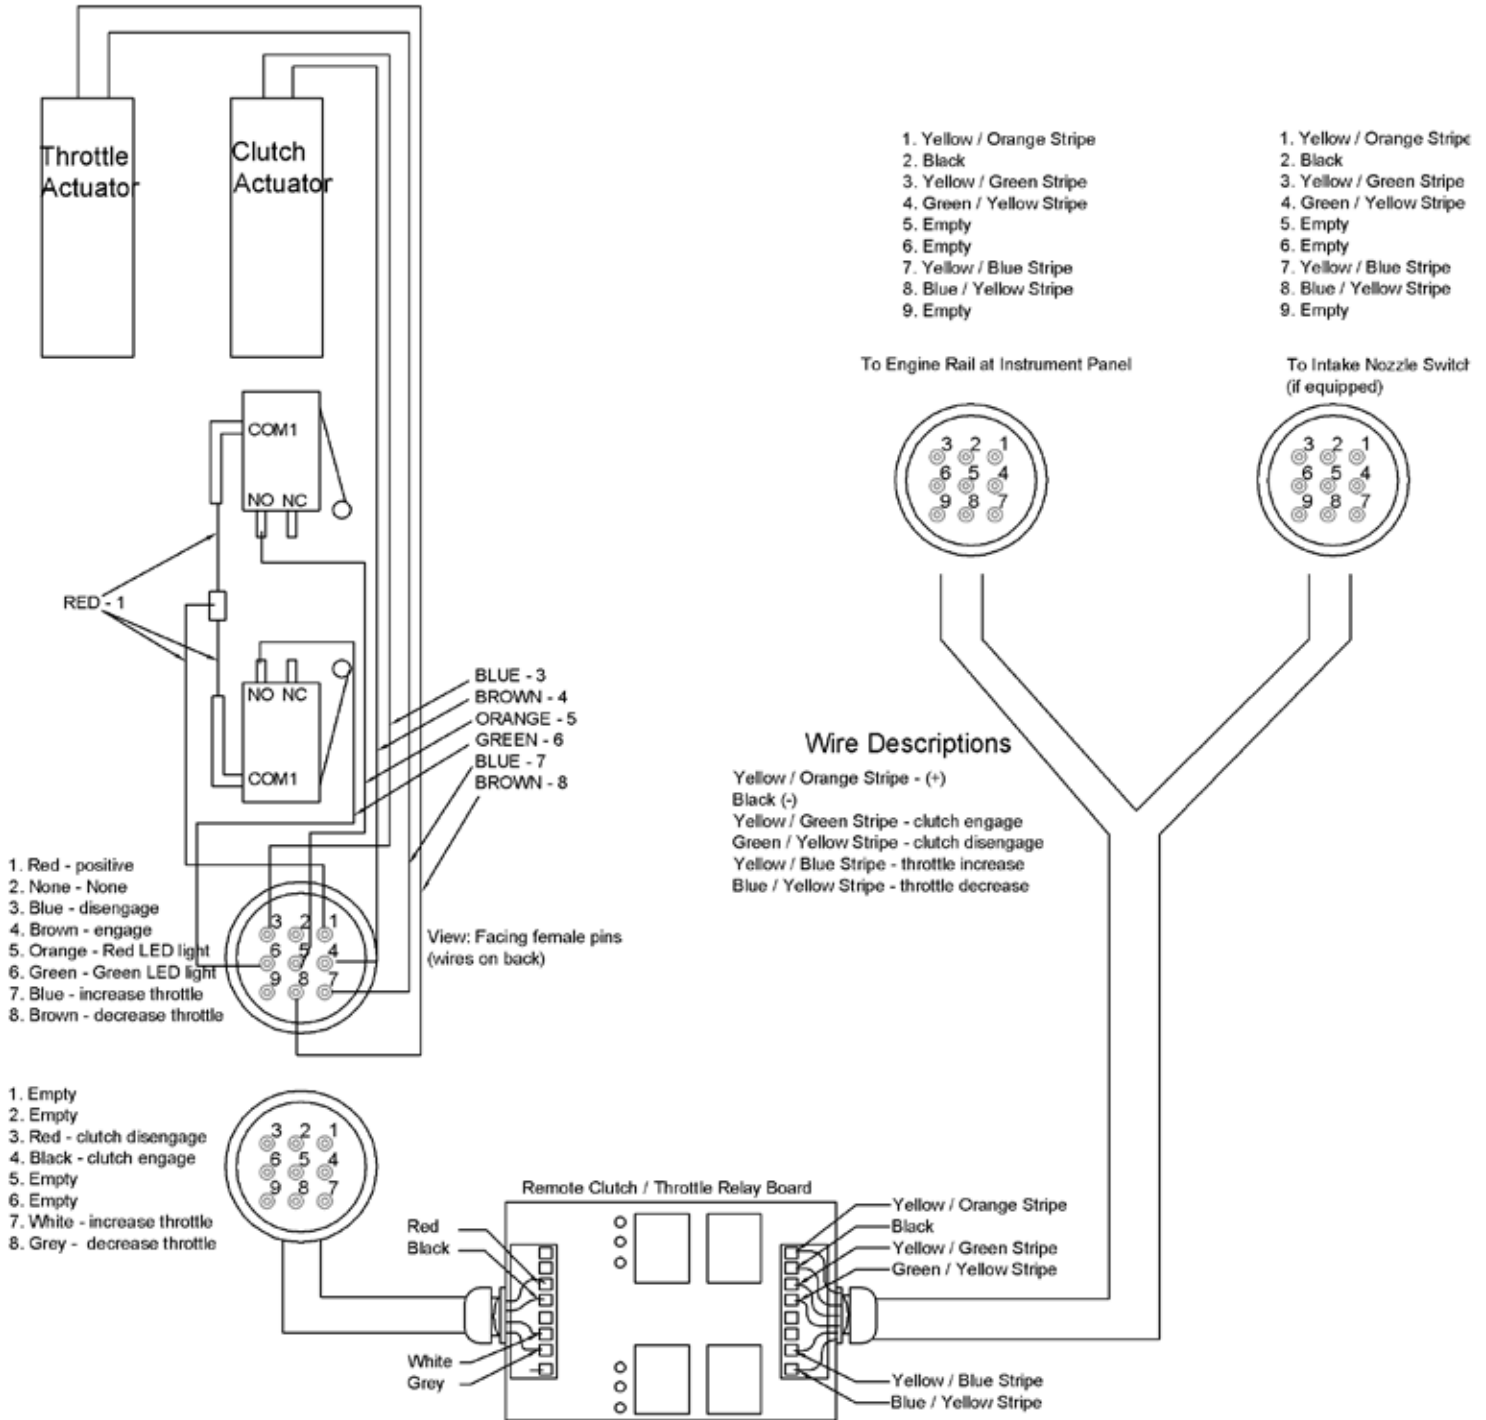 Throttle
Actuator
Clutch
Actuator
COM1
NO NC
RED - 1
NO NC
COM1
BLUE - 3
BROWN - 4
ORANGE - 5
GREEN - 6
BLUE - 7
BROWN - 8
1. Red - positive
2. None - None
3. Blue - disengage
4. Brown - engage
5. Orange - Red LED light
6. Green - Green LED light
7. Blue - increase throttle
8. Brown - decrease throttle
3 2 1
6 5 4
9 8 7
View: Facing female pins
(wires on back)
1. Empty
2. Empty
3. Red - clutch disengage
4. Black - clutch engage
5. Empty
6. Empty
7. White - increase throttle
8. Grey - decrease throttle
3 2 1
6 5 4
9 8 7
Red
Black
White
Grey
Remote Clutch / Throttle Relay Board
Yellow / Orange Stripe
Black
Yellow / Green Stripe
Green / Yellow Stripe
Yellow / Blue Stripe
Blue / Yellow Stripe
1. Yellow / Orange Stripe
2. Black
3. Yellow / Green Stripe
4. Green / Yellow Stripe
5. Empty
6. Empty
7. Yellow / Blue Stripe
8. Blue / Yellow Stripe
9. Empty
To Engine Rail at Instrument Panel
3 2 1
6 5 4
9 8 7
1. Yellow / Orange Stripe
2. Black
3. Yellow / Green Stripe
4. Green / Yellow Stripe
5. Empty
6. Empty
7. Yellow / Blue Stripe
8. Blue / Yellow Stripe
9. Empty
To Intake Nozzle Switch
(if equipped)
3 2 1
6 5 4
9 8 7
Wire Descriptions
Yellow / Orange Stripe - (+)
Black (-)
Yellow / Green Stripe - clutch engage
Green / Yellow Stripe - clutch disengage
Yellow / Blue Stripe - throttle increase
Blue / Yellow Stripe - throttle decrease